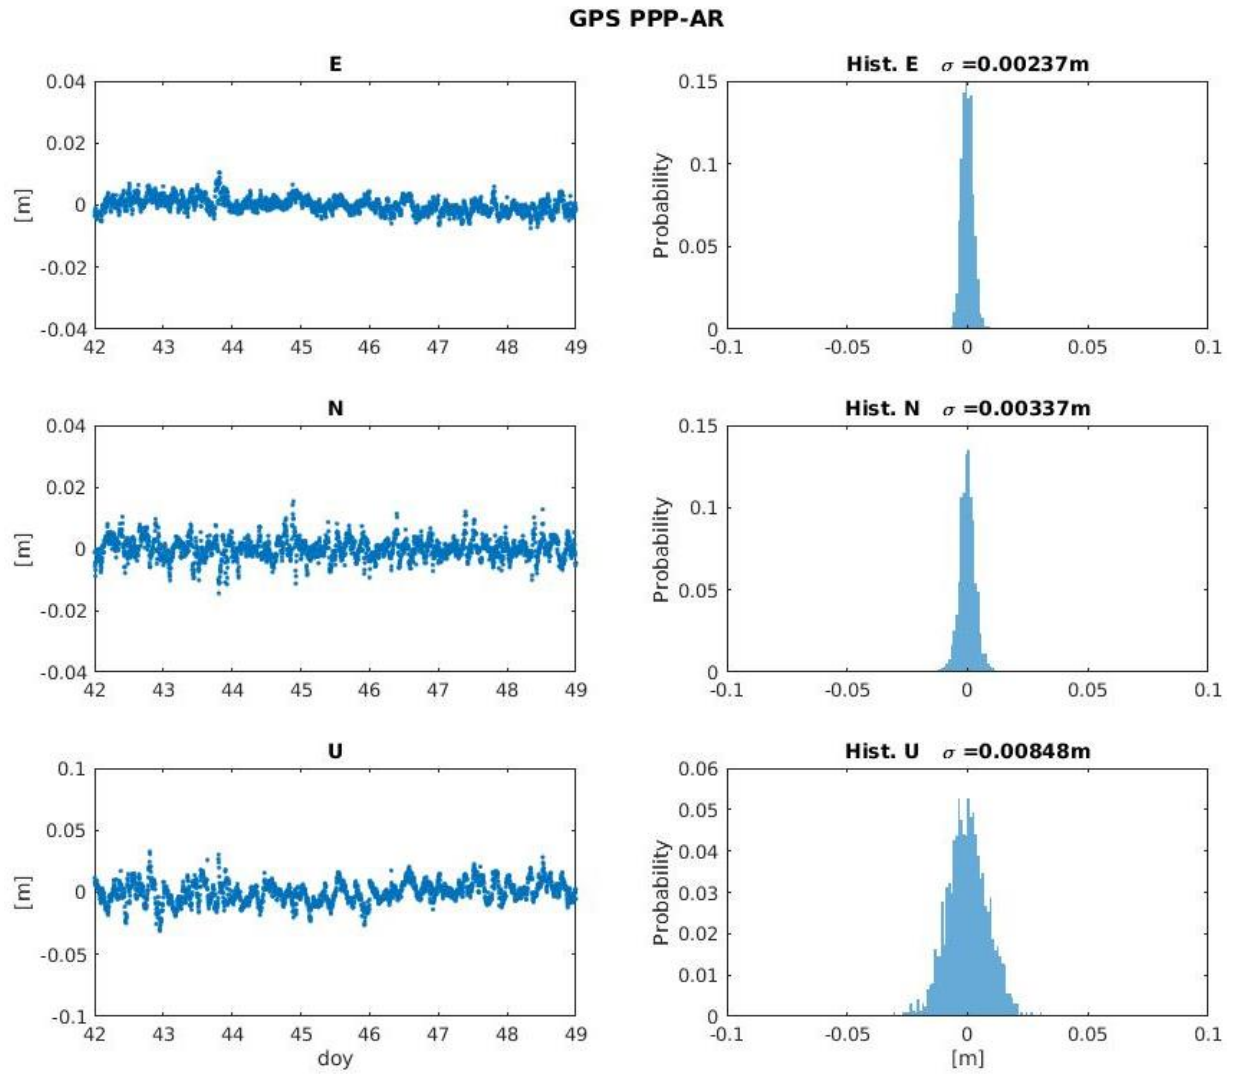 GPS PPP-AR
E
0.04
0.02
0
-0.02
-0.04
[m]
42 43 44 45 46 47 48 49
Hist. E σ =0.00237m
0.15
0.1
0.05
0
Probability
-0.1 -0.05 0 0.05 0.1
N
0.04
0.02
0
-0.02
-0.04
[m]
42 43 44 45 46 47 48 49
Hist. N σ =0.00337m
0.15
0.1
0.05
0
Probability
-0.1 -0.05 0 0.05 0.1
U
0.1
0.05
0
-0.05
-0.1
[m]
42 43 44 45 46 47 48 49
doy
Hist. U σ =0.00848m
0.06
0.05
0.04
0.03
0.02
0.01
0
Probability
-0.1 -0.05 0 0.05 0.1
[m]